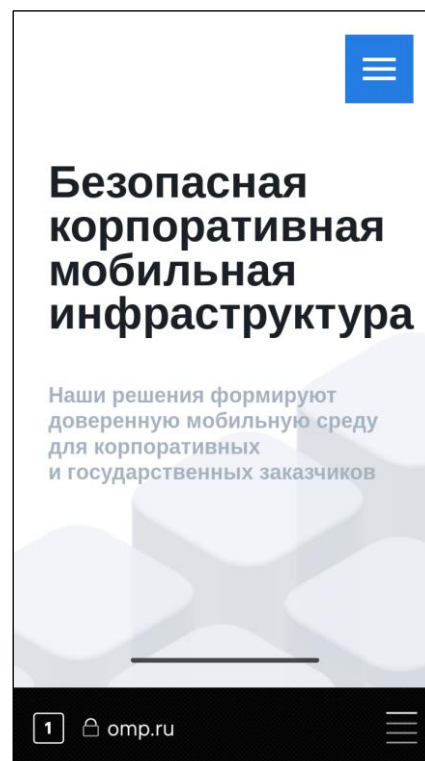 Безопасная
корпоративная
мобильная
инфраструктура
Наши решения формируют
доверенную мобильную среду
для корпоративных
и государственных заказчиков
1 omp.ru